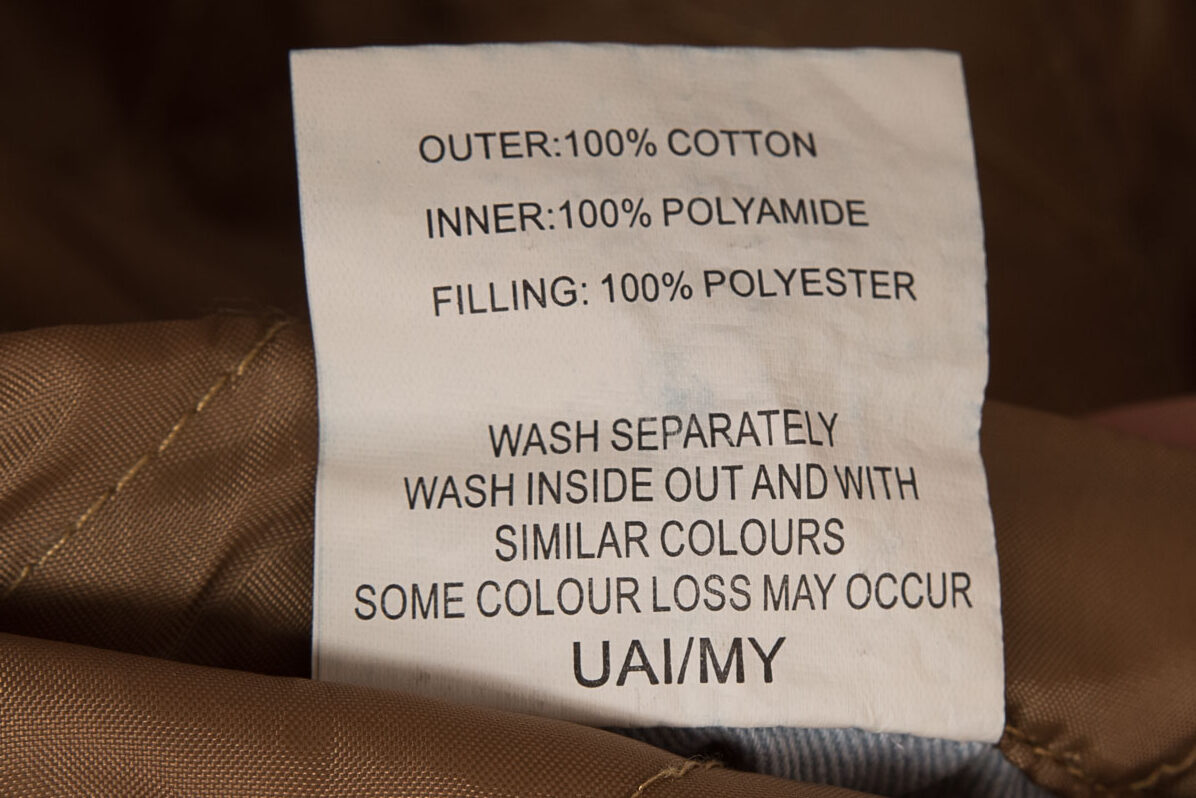 OUTER:100% COTTON
INNER:100% POLYAMIDE
FILLING: 100% POLYESTER
WASH SEPARATELY
WASH INSIDE OUT AND WITH
SIMILAR COLOURS
SOME COLOUR LOSS MAY OCCUR
UAI/MY